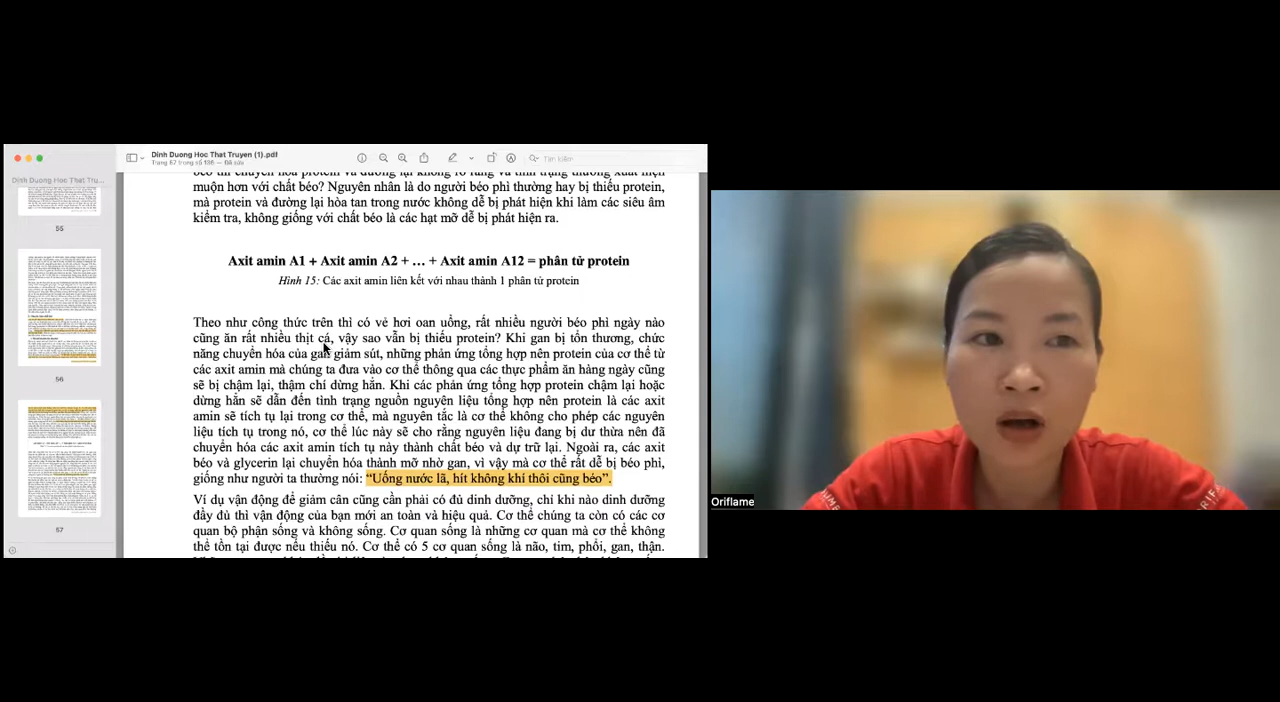 Dinh Duong Hoc That Truyen (1).pdf
Trang 57 trong số 136 — Đã sửa
Tìm kiếm
Dinh Duong Hoc That Tru...
55
56
57
muộn hơn với chất béo? Nguyên nhân là do người béo phì thường hay bị thiếu protein,
mà protein và đường lại hòa tan trong nước không dễ bị phát hiện khi làm các siêu âm
kiểm tra, không giống với chất béo là các hạt mỡ dễ bị phát hiện ra.
Axit amin A1 + Axit amin A2 + … + Axit amin A12 = phân tử protein
Hình 15: Các axit amin liên kết với nhau thành 1 phân tử protein
Theo như công thức trên thì có vẻ hơi oan uổng, rất nhiều người béo phì ngày nào
cũng ăn rất nhiều thịt cá, vậy sao vẫn bị thiếu protein? Khi gan bị tổn thương, chức
năng chuyển hóa của gan giảm sút, những phản ứng tổng hợp nên protein của cơ thể từ
các axit amin mà chúng ta đưa vào cơ thể thông qua các thực phẩm ăn hàng ngày cũng
sẽ bị chậm lại, thậm chí dừng hẳn. Khi các phản ứng tổng hợp protein chậm lại hoặc
dừng hẳn sẽ dẫn đến tình trạng nguồn nguyên liệu tổng hợp nên protein là các axit
amin sẽ tích tụ lại trong cơ thể, mà nguyên tắc là cơ thể không cho phép các nguyên
liệu tích tụ trong nó, cơ thể lúc này sẽ cho rằng nguyên liệu đang bị dư thừa nên đã
chuyển hóa các axit amin tích tụ này thành chất béo và dự trữ lại. Ngoài ra, các axit
béo và glycerin lại chuyển hóa thành mỡ nhờ gan, vì vậy mà cơ thể rất dễ bị béo phì,
giống như người ta thường nói: “Uống nước lã, hít không khí thôi cũng béo”.
Ví dụ vận động để giảm cân cũng cần phải có đủ dinh dưỡng, chỉ khi nào dinh dưỡng
đầy đủ thì vận động của bạn mới an toàn và hiệu quả. Cơ thể chúng ta còn có các cơ
quan bộ phận sống và không sống. Cơ quan sống là những cơ quan mà cơ thể không
thể tồn tại được nếu thiếu nó. Cơ thể có 5 cơ quan sống là não, tim, phổi, gan, thận.
Oriflame